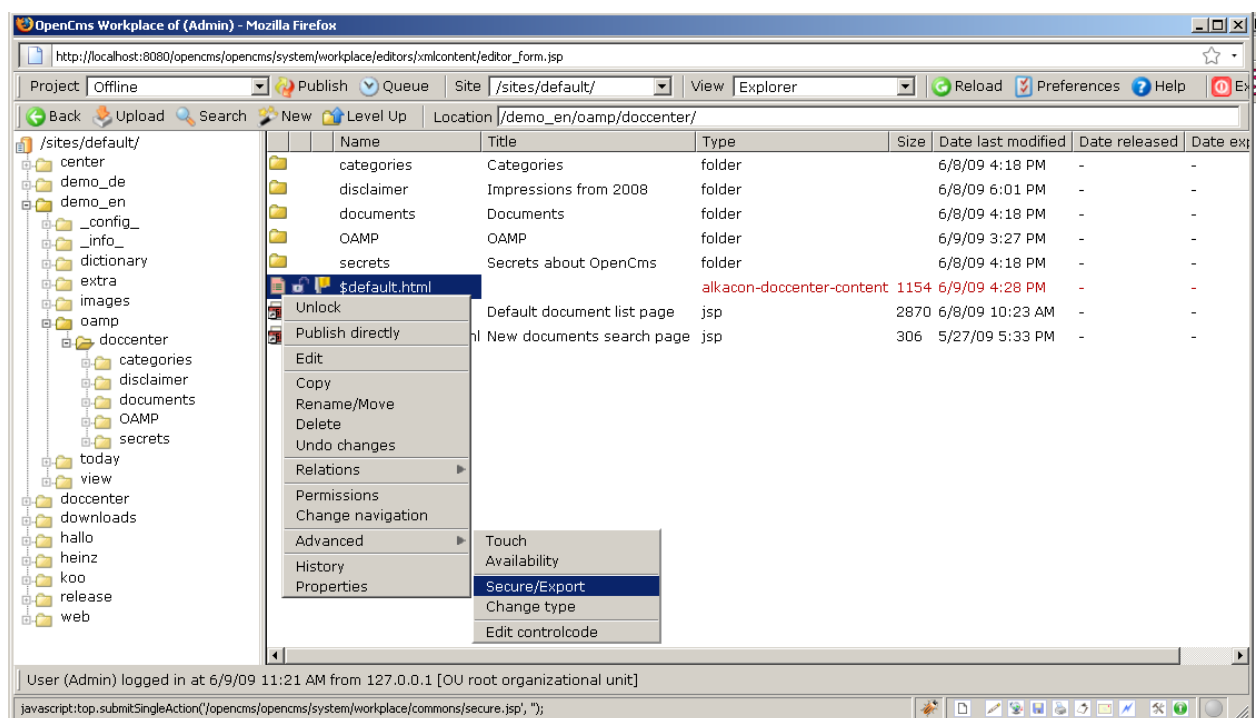 OpenCms Workplace of (Admin) - Mozilla Firefox
http://localhost:8080/opencms/opencms/system/workplace/editors/xmlcontent/editor_form.jsp
Project Offline Publish Queue Site /sites/default/ View Explorer Reload Preferences Help Ex
Back Upload Search New Level Up Location /demo_en/oamp/doccenter/
/sites/default/
center
demo_de
demo_en
_config_
_info_
dictionary
extra
images
oamp
doccenter
categories
disclaimer
documents
OAMP
secrets
today
view
doccenter
downloads
hallo
heinz
koo
release
web
Name Title Type Size Date last modified Date released Date exp
categories Categories folder 6/8/09 4:18 PM - -
disclaimer Impressions from 2008 folder 6/8/09 6:01 PM - -
documents Documents folder 6/8/09 4:18 PM - -
OAMP OAMP folder 6/9/09 3:27 PM - -
secrets Secrets about OpenCms folder 6/8/09 4:18 PM - -
$default.html alkacon-doccenter-content 1154 6/9/09 4:28 PM - -
Default document list page jsp 2870 6/8/09 10:23 AM - -
nl New documents search page jsp 306 5/27/09 5:33 PM - -
Unlock
Publish directly
Edit
Copy
Rename/Move
Delete
Undo changes
Relations
Permissions
Change navigation
Advanced
History
Properties
Touch
Availability
Secure/Export
Change type
Edit controlcode
User (Admin) logged in at 6/9/09 11:21 AM from 127.0.0.1 [OU root organizational unit]
javascript:top.submitSingleAction('/opencms/opencms/system/workplace/commons/secure.jsp', '');